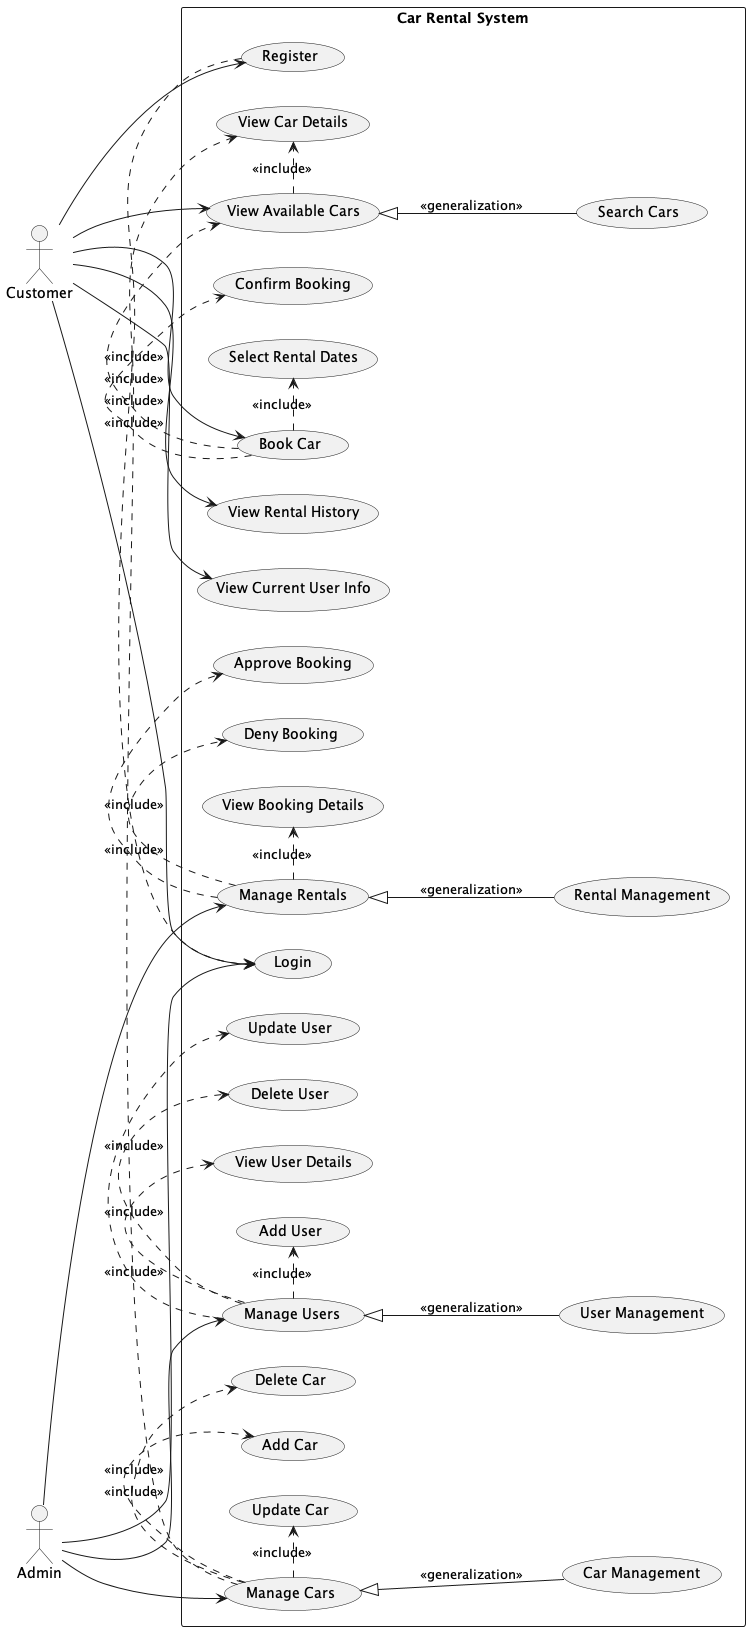 Car Rental System
Register
View Car Details
«include»
View Available Cars
«generalization»
Search Cars
Customer
Confirm Booking
«include»
Select Rental Dates
«include»
«include»
«include»
«include»
Book Car
View Rental History
View Current User Info
Approve Booking
Deny Booking
«include»
View Booking Details
«include»
«include»
Manage Rentals
«generalization»
Rental Management
Login
Update User
Delete User
«include»
View User Details
«include»
Add User
«include»
«include»
Manage Users
«generalization»
User Management
Delete Car
Add Car
«include»
«include»
Update Car
«include»
Admin
Manage Cars
«generalization»
Car Management